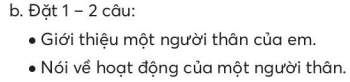 b. Đặt 1 – 2 câu:
• Giới thiệu một người thân của em.
• Nói về hoạt động của một người thân.